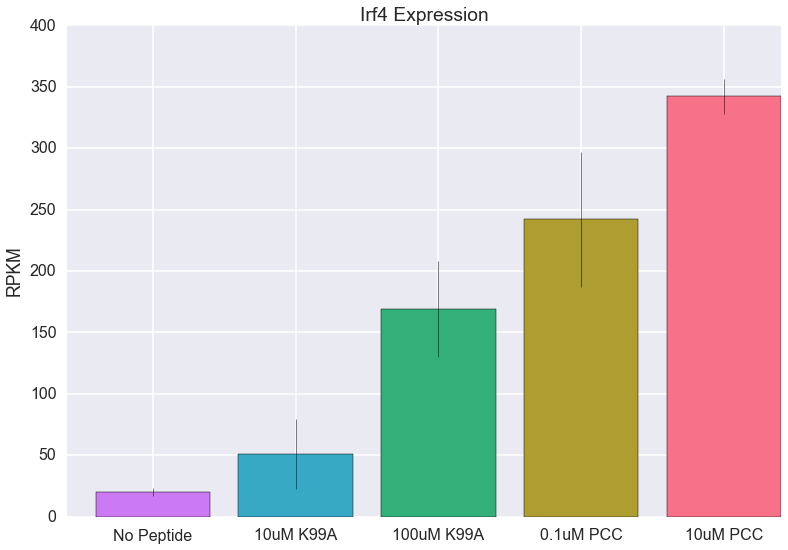 Irf4 Expression
400
350
300
250
200
150
100
50
0
RPKM
No Peptide
10uM K99A
100uM K99A
0.1uM PCC
10uM PCC